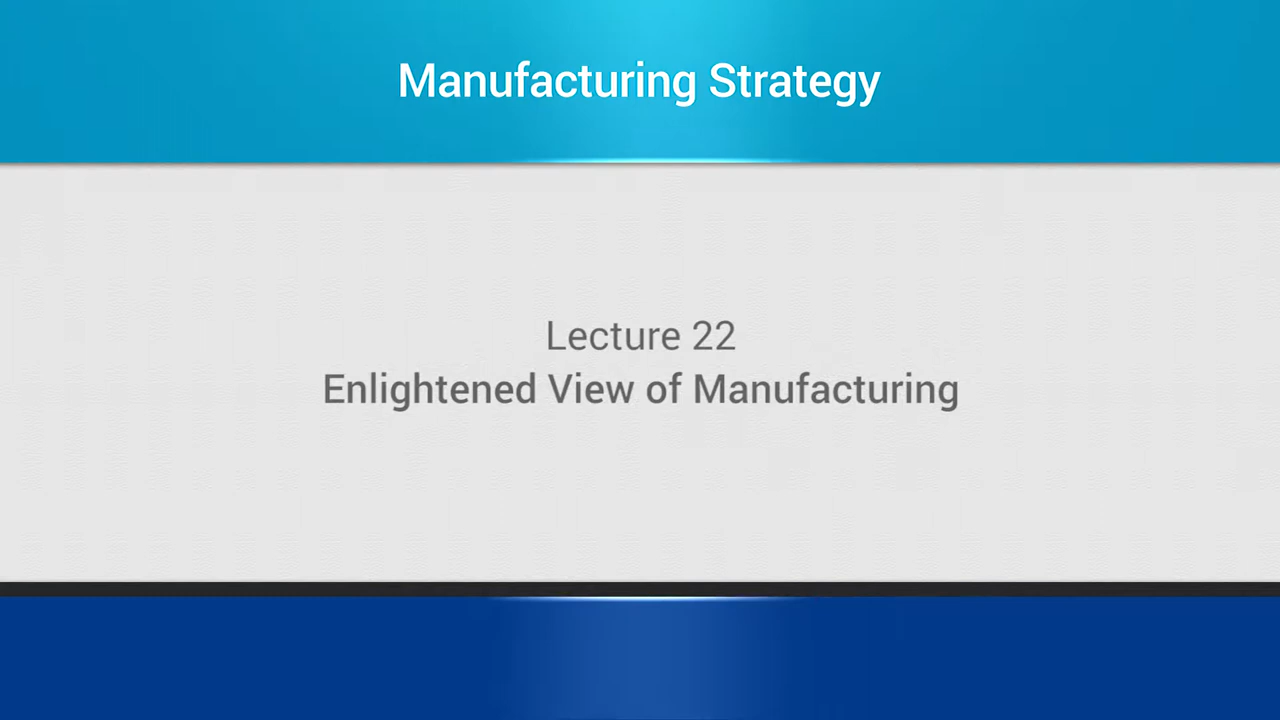 Manufacturing Strategy
Lecture 22
Enlightened View of Manufacturing